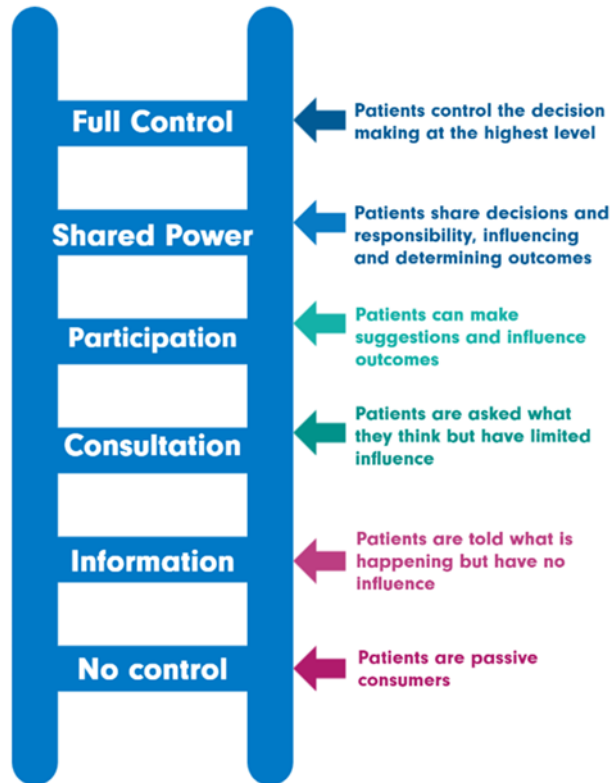 Full Control
Patients control the decision
making at the highest level
Shared Power
Patients share decisions and
responsibility, influencing
and determining outcomes
Participation
Patients can make
suggestions and influence
outcomes
Consultation
Patients are asked what
they think but have limited
influence
Information
Patients are told what is
happening but have no
influence
No control
Patients are passive
consumers